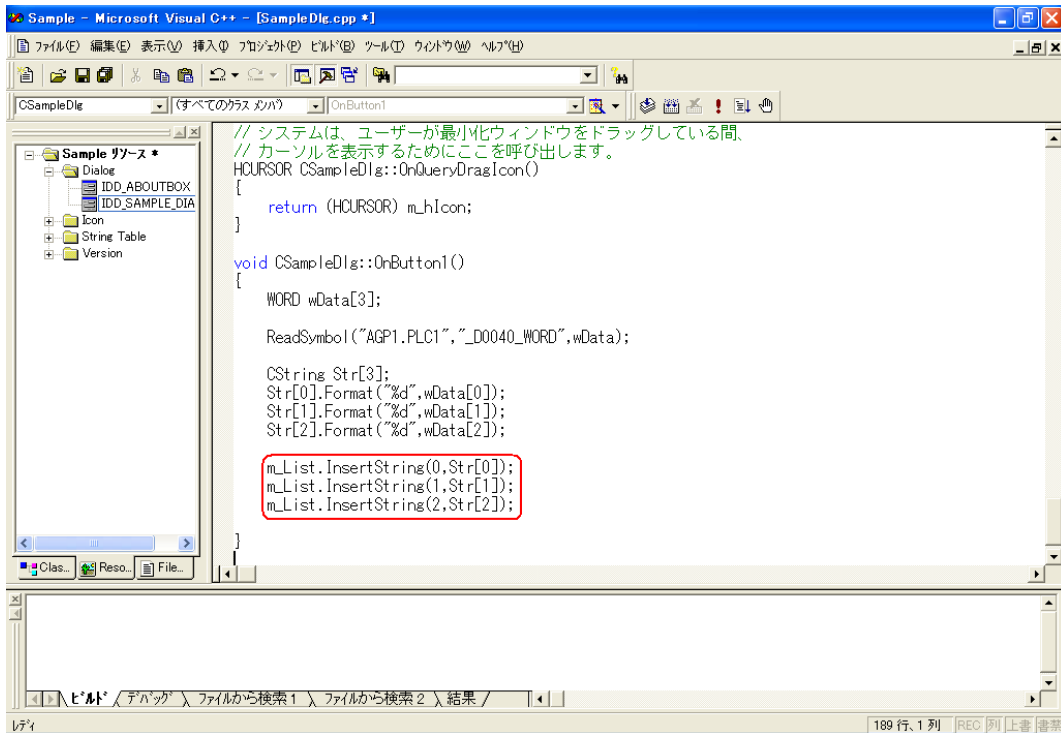 Sample - Microsoft Visual C++ - [SampleDlg.cpp *]
ファイル(F) 編集(E) 表示(V) 挿入(I) プロジェクト(P) ビルド(B) ツール(T) ウィンドウ(W) ヘルプ(H)
CSampleDlg (すべてのクラス メンバ) OnButton1
Sample リソース *
Dialog
IDD_ABOUTBOX
IDD_SAMPLE_DIA
Icon
String Table
Version
Clas... Reso... File...
// システムは、ユーザーが最小化ウィンドウをドラッグしている間、
// カーソルを表示するためにここを呼び出します。
HCURSOR CSampleDlg::OnQueryDragIcon()
{
return (HCURSOR) m_hIcon;
}
void CSampleDlg::OnButton1()
{
WORD wData[3];
ReadSymbol("AGP1.PLC1","_D0040_WORD",wData);
CString Str[3];
Str[0].Format("%d",wData[0]);
Str[1].Format("%d",wData[1]);
Str[2].Format("%d",wData[2]);
m_List.InsertString(0,Str[0]);
m_List.InsertString(1,Str[1]);
m_List.InsertString(2,Str[2]);
}
ビルド デバッグ ファイルから検索1 ファイルから検索2 結果
レディ 189 行、1 列 REC 列 上書 書禁